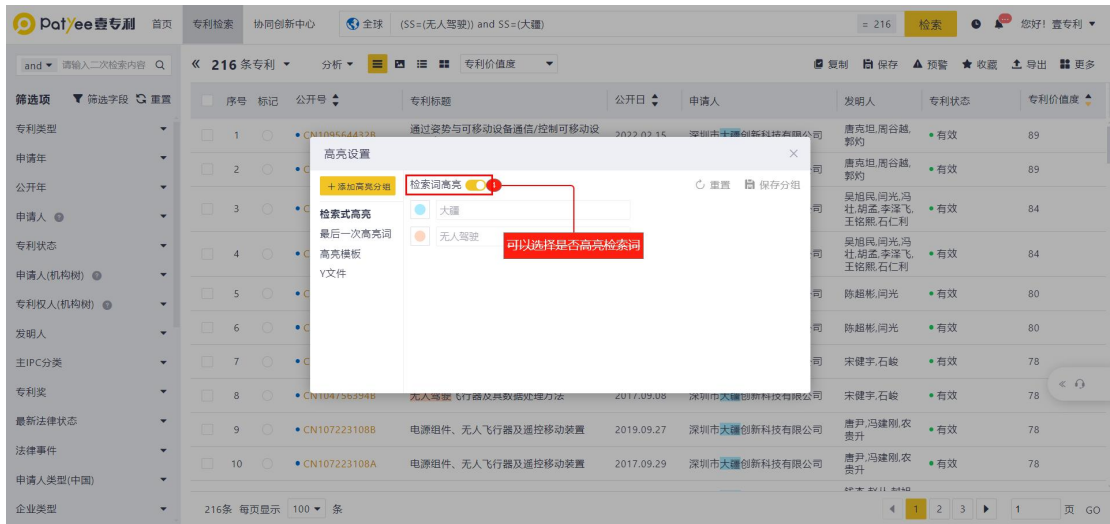 Patyee壹专利 首页 专利检索 协同创新中心 全球 (SS=(无人驾驶)) and SS=(大疆) = 216 检索 您好! 壹专利
and 请输入二次检索内容 216 条专利 分析 专利价值度 复制 保存 预警 收藏 导出 更多
筛选项 筛选字段 重置 序号 标记 公开号 专利标题 公开日 申请人 发明人 专利状态 专利价值度
专利类型
申请年
公开年
申请人
专利状态
申请人(机构树)
专利权人(机构树)
发明人
主IPC分类
专利奖
最新法律状态
法律事件
申请人类型(中国)
企业类型
1 CN109564432B 通过姿势与可移动设备通信/控制可移动设 2022.02.15 深圳市大疆创新科技有限公司 唐克坦,周谷越,郭灼 有效 89
2 唐克坦,周谷越,郭灼 有效 89
3 吴旭民,闫光,冯壮,胡孟,李泽飞,王铭熙,石仁利 有效 84
4 吴旭民,闫光,冯壮,胡孟,李泽飞,王铭熙,石仁利 有效 84
5 陈超彬,闫光 有效 80
6 陈超彬,闫光 有效 80
7 宋健宇,石峻 有效 78
8 CN104756394B 无人驾驶飞行器及其数据处理方法 2017.09.08 深圳市大疆创新科技有限公司 宋健宇,石峻 有效 78
9 CN107223108B 电源组件、无人飞行器及遥控移动装置 2019.09.27 深圳市大疆创新科技有限公司 唐尹,冯建刚,农贵升 有效 78
10 CN107223108A 电源组件、无人飞行器及遥控移动装置 2017.09.29 深圳市大疆创新科技有限公司 唐尹,冯建刚,农贵升 有效 78
高亮设置
+添加高亮分组 检索词高亮 重置 保存分组
检索式高亮 大疆
最后一次高亮词 无人驾驶
高亮模板
Y文件
可以选择是否高亮检索词
216条 每页显示 100 条 1 2 3 1 页 GO